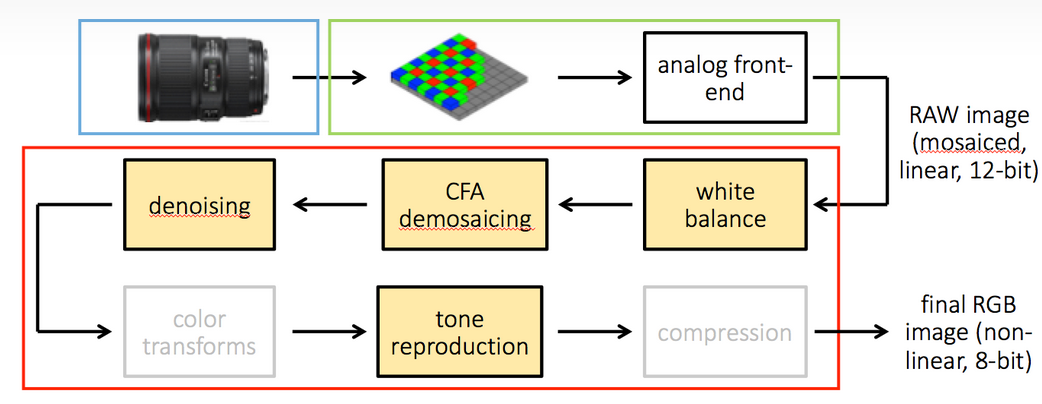 analog front-
end
RAW image
(mosaiced,
linear, 12-bit)
white
balance
CFA
demosaicing
denoising
color
transforms
tone
reproduction
compression
final RGB
image (non-
linear, 8-bit)